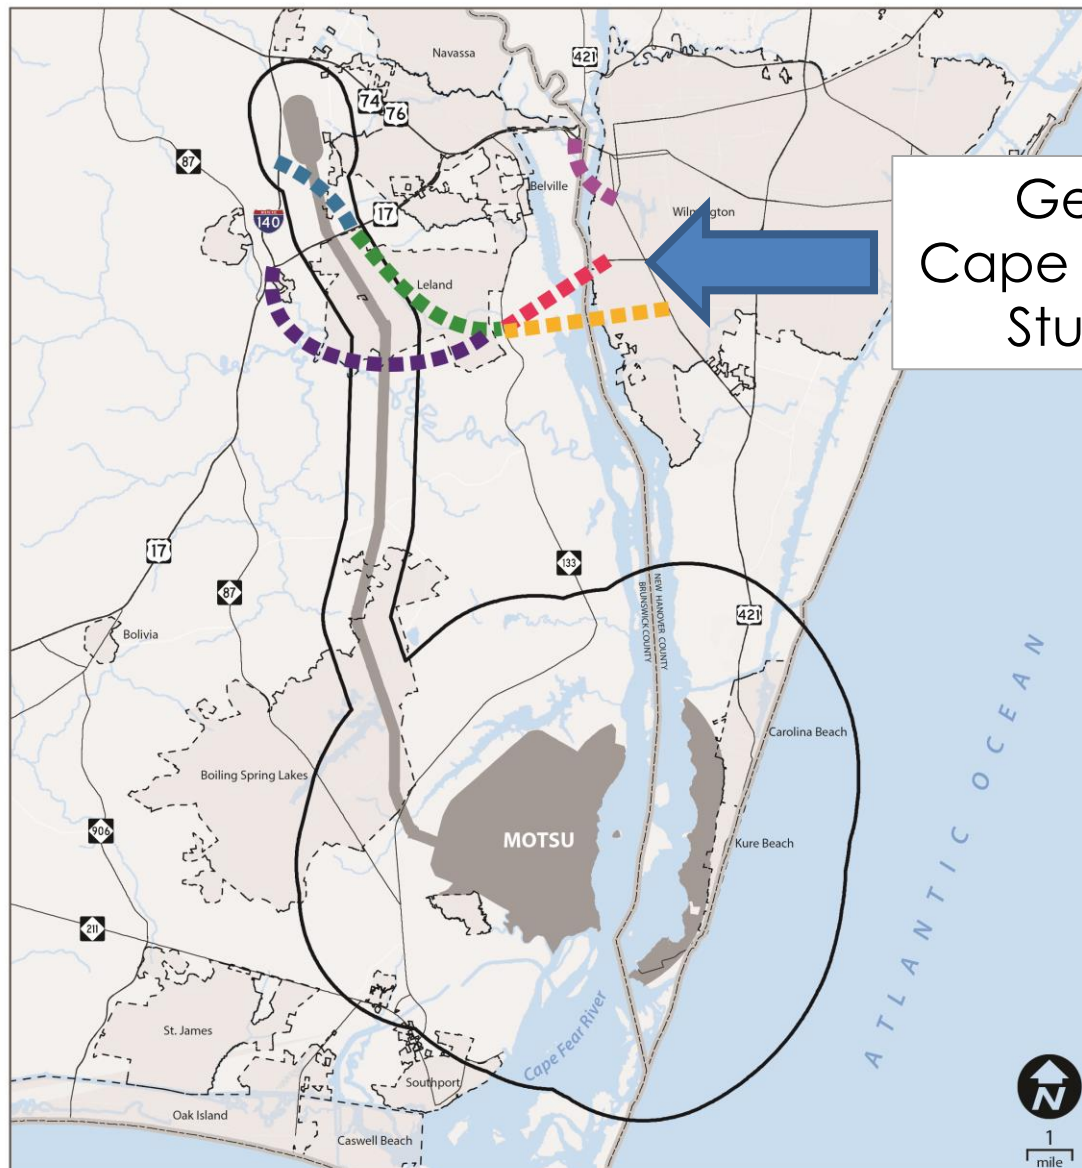 Navassa
421
74
76
87
Belville
INTERSTATE
140
17
Wilmington
Leland
Ge
Cape
Stu
17
87
133
NEW HANOVER COUNTY
BRUNSWICK COUNTY
421
Bolivia
Carolina Beach
Boiling Spring Lakes
906
MOTSU
Kure Beach
ATLANTIC OCEAN
211
St. James
Cape Fear River
Southport
Oak Island
Caswell Beach
N
1
mile